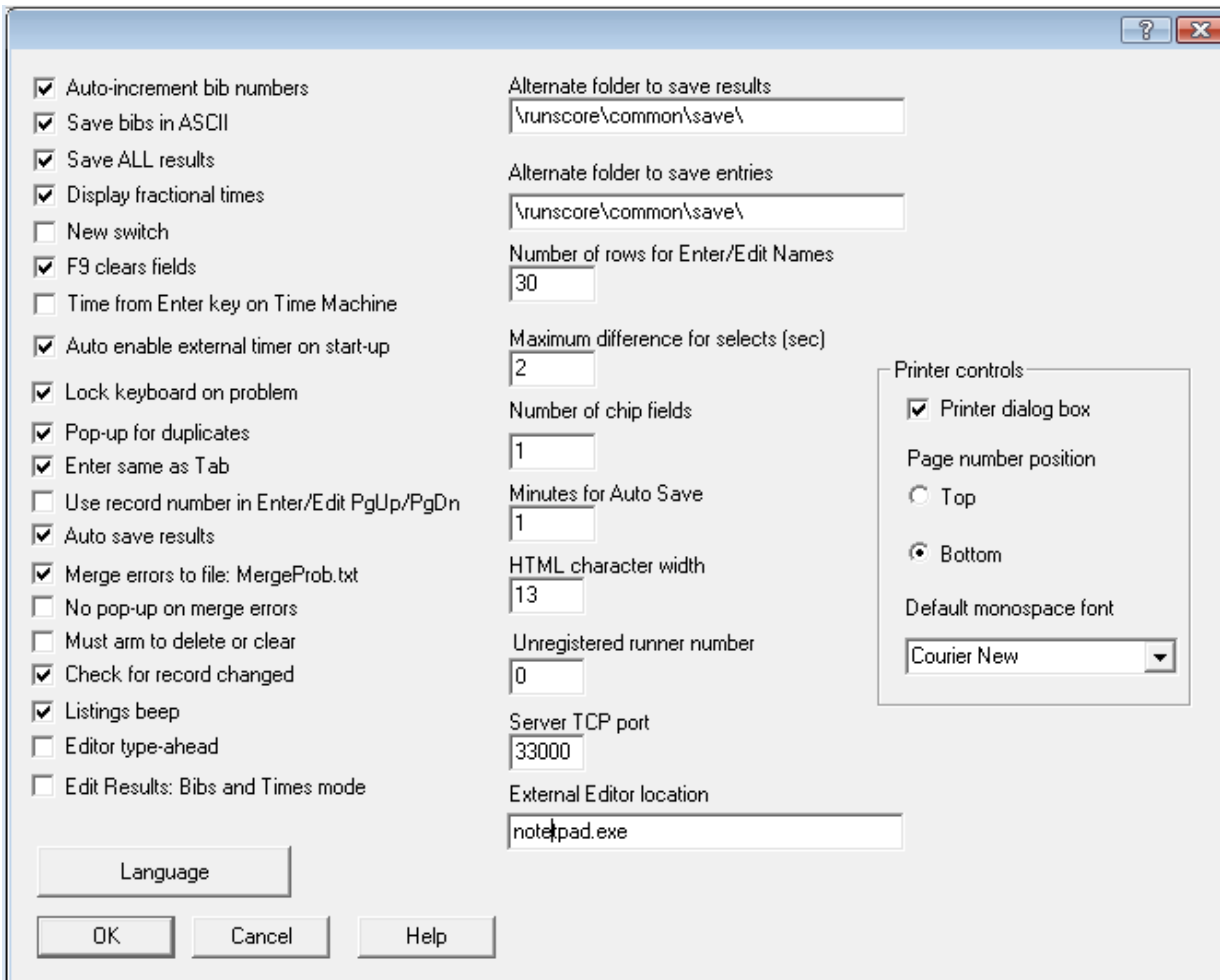 Auto-increment bib numbers
Save bibs in ASCII
Save ALL results
Display fractional times
New switch
F9 clears fields
Time from Enter key on Time Machine
Auto enable external timer on start-up
Lock keyboard on problem
Pop-up for duplicates
Enter same as Tab
Use record number in Enter/Edit PgUp/PgDn
Auto save results
Merge errors to file: MergeProb.txt
No pop-up on merge errors
Must arm to delete or clear
Check for record changed
Listings beep
Editor type-ahead
Edit Results: Bibs and Times mode
Language
OK
Cancel
Help
Alternate folder to save results
\runscore\common\save\
Alternate folder to save entries
\runscore\common\save\
Number of rows for Enter/Edit Names
30
Maximum difference for selects (sec)
2
Number of chip fields
1
Minutes for Auto Save
1
HTML character width
13
Unregistered runner number
0
Server TCP port
33000
External Editor location
notetpad.exe
Printer controls
Printer dialog box
Page number position
Top
Bottom
Default monospace font
Courier New